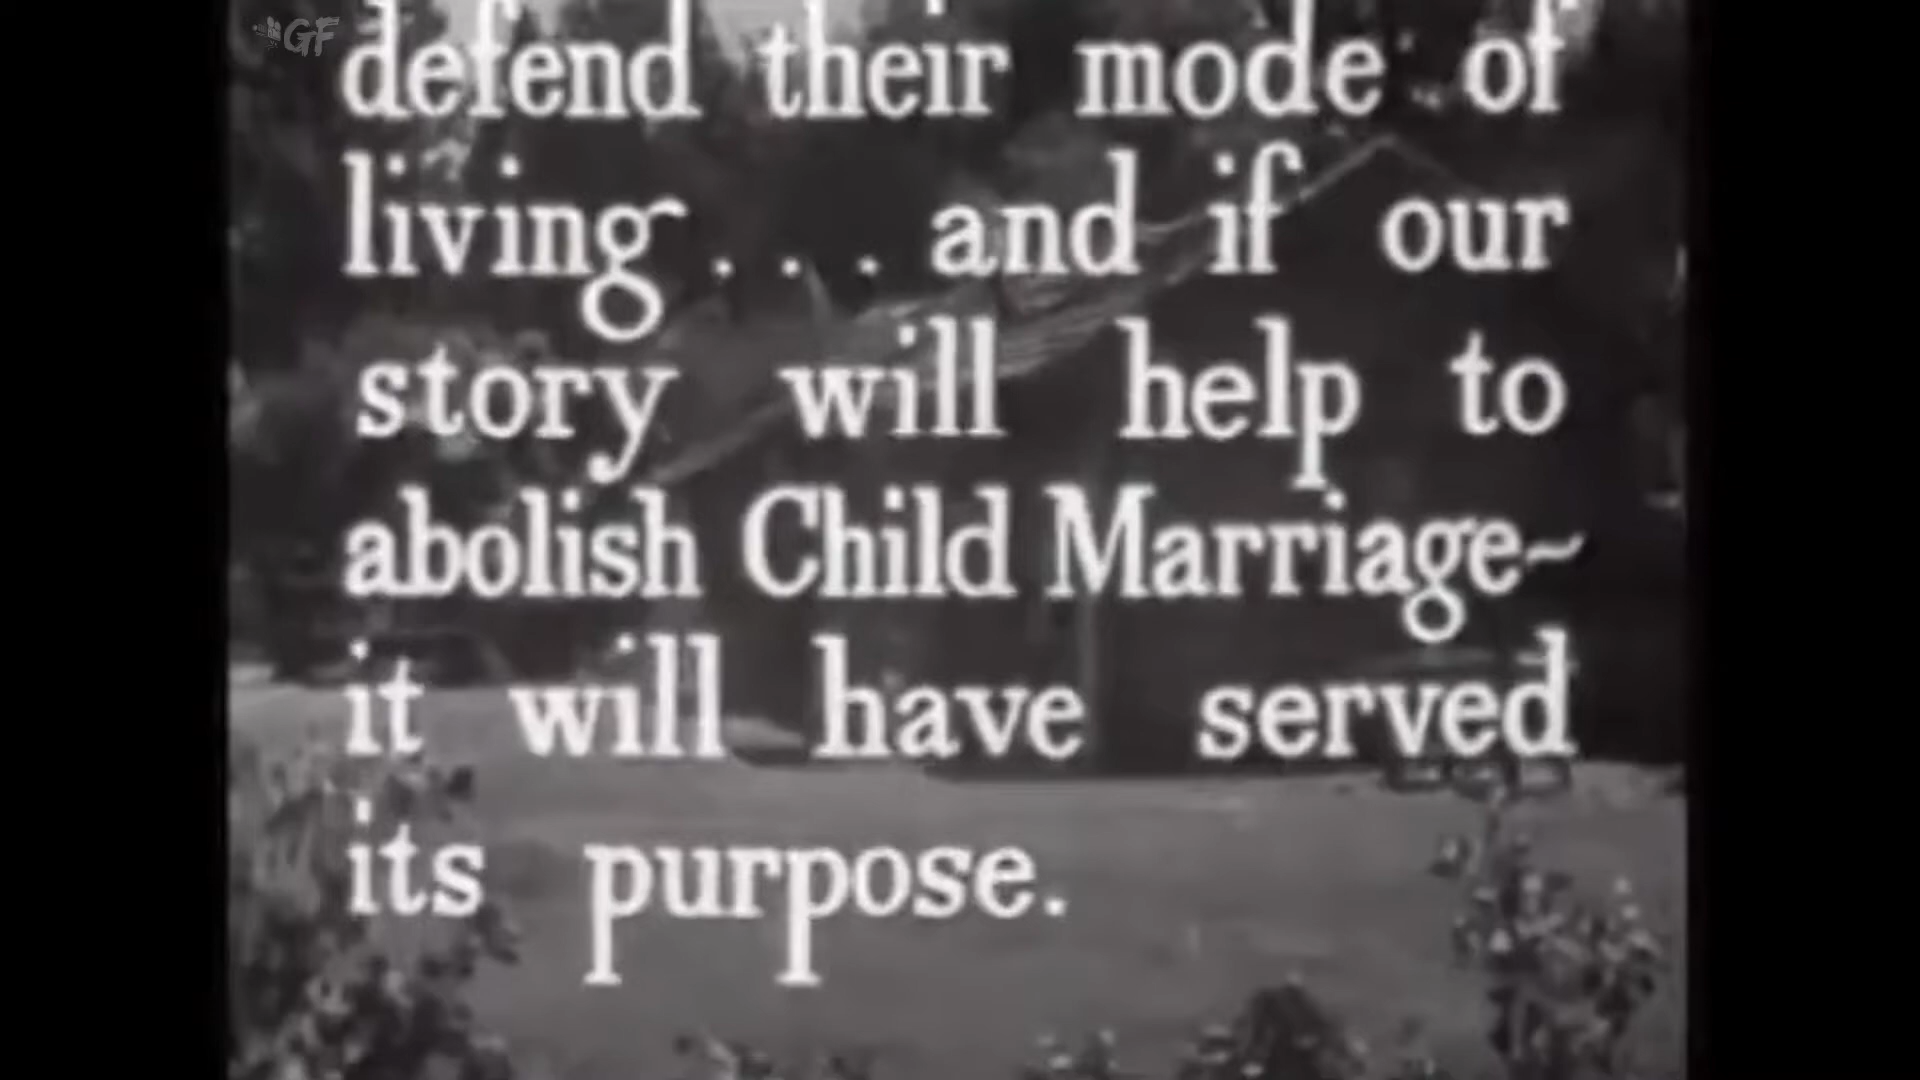 GF
defend their mode of
living... and if our
story will help to
abolish Child Marriage~
it will have served
its purpose.